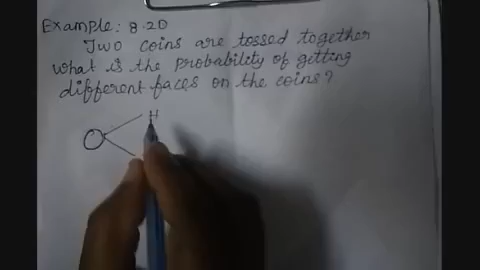 Example: 8.20
Two coins are tossed together
what is the probability of getting
different faces on the coins?
H